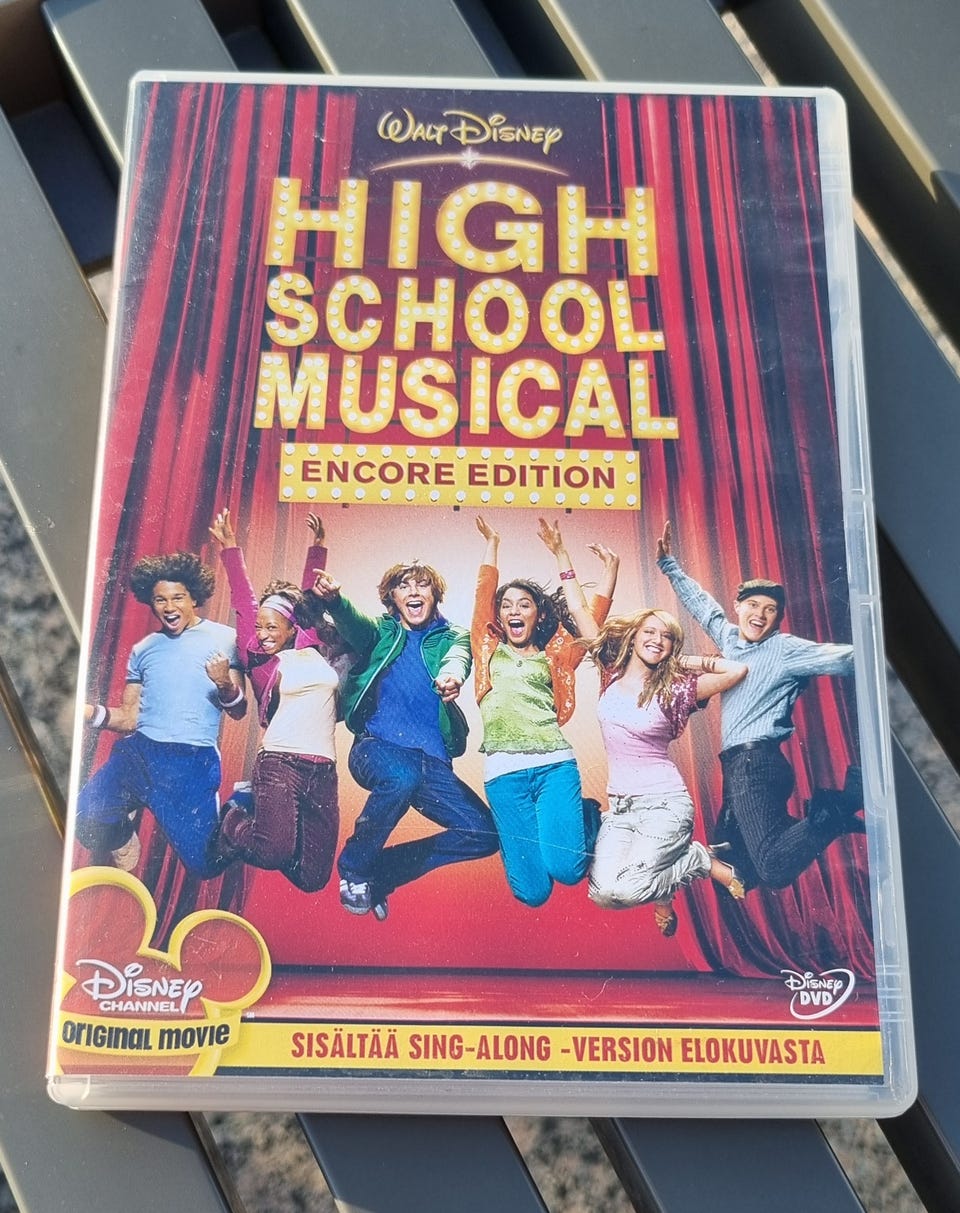 Walt Disney
HIGH
SCHOOL
MUSICAL
ENCORE EDITION
Disney
CHANNEL
ORIGINAL MOVIE
Disney
DVD
SISÄLTÄÄ SING-ALONG -VERSION ELOKUVASTA